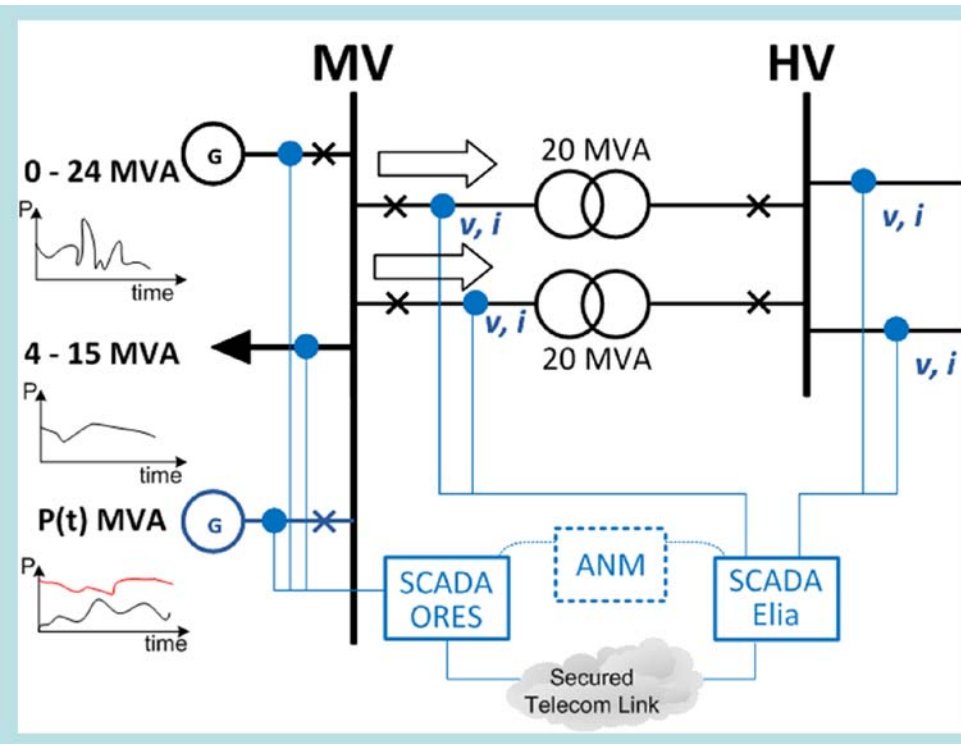 MV
HV
G
0 - 24 MVA
P
time
20 MVA
v, i
v, i
v, i
20 MVA
4 - 15 MVA
P
time
v, i
P(t) MVA
G
P
time
SCADA
ORES
ANM
SCADA
Elia
Secured
Telecom Link